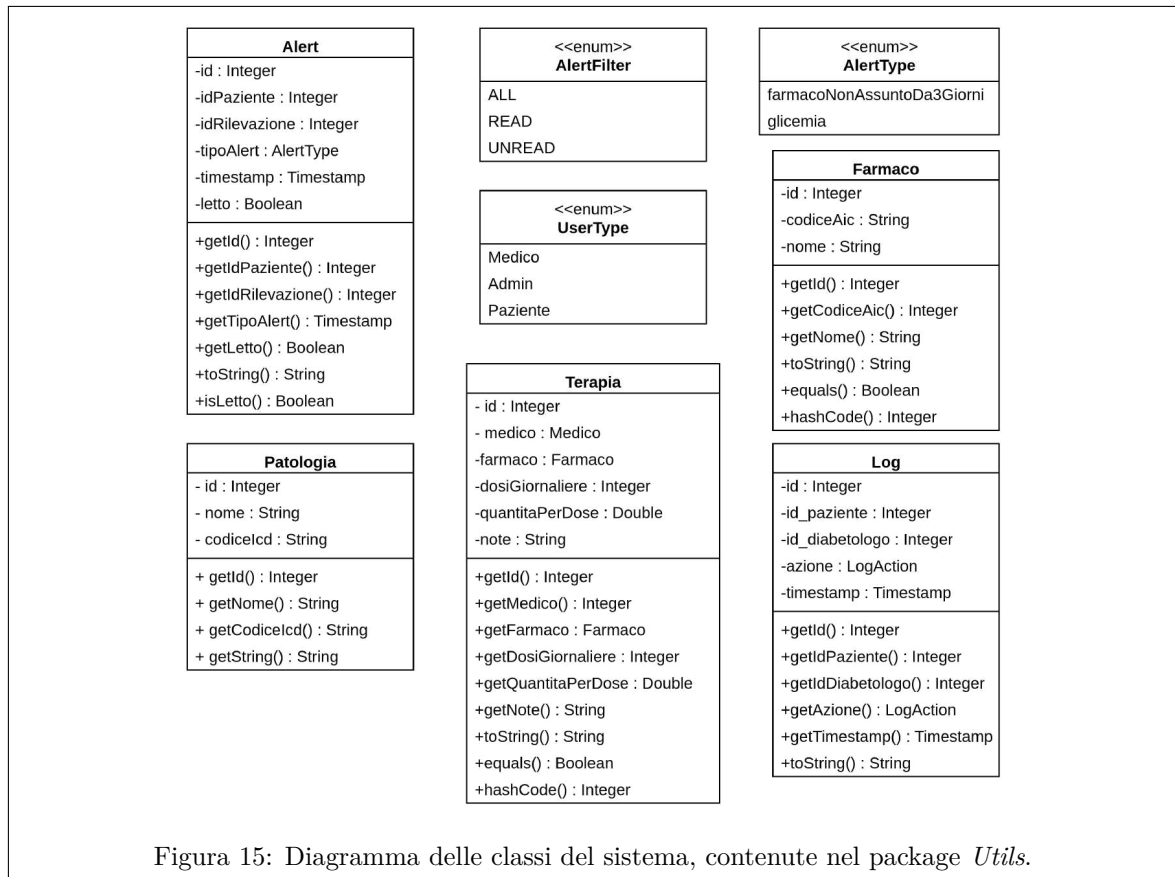 Alert
-id : Integer
-idPaziente : Integer
-idRilevazione : Integer
-tipoAlert : AlertType
-timestamp : Timestamp
-letto : Boolean
+getId() : Integer
+getIdPaziente() : Integer
+getIdRilevazione() : Integer
+getTipoAlert() : Timestamp
+getLetto() : Boolean
+toString() : String
+isLetto() : Boolean
<<enum>>
AlertFilter
ALL
READ
UNREAD
<<enum>>
AlertType
farmacoNonAssuntoDa3Giorni
glicemia
<<enum>>
UserType
Medico
Admin
Paziente
Farmaco
-id : Integer
-codiceAic : String
-nome : String
+getId() : Integer
+getCodiceAic() : Integer
+getNome() : String
+toString() : String
+equals() : Boolean
+hashCode() : Integer
Patologia
- id : Integer
- nome : String
- codiceIcd : String
+ getId() : Integer
+ getNome() : String
+ getCodiceIcd() : String
+ getString() : String
Terapia
- id : Integer
- medico : Medico
-farmaco : Farmaco
-dosiGiornaliere : Integer
-quantitaPerDose : Double
-note : String
+getId() : Integer
+getMedico() : Integer
+getFarmaco : Farmaco
+getDosiGiornaliere : Integer
+getQuantitaPerDose : Double
+getNote() : String
+toString() : String
+equals() : Boolean
+hashCode() : Integer
Log
-id : Integer
-id_paziente : Integer
-id_diabetologo : Integer
-azione : LogAction
-timestamp : Timestamp
+getId() : Integer
+getIdPaziente() : Integer
+getIdDiabetologo() : Integer
+getAzione() : LogAction
+getTimestamp() : Timestamp
+toString() : String
Figura 15: Diagramma delle classi del sistema, contenute nel package Utils.